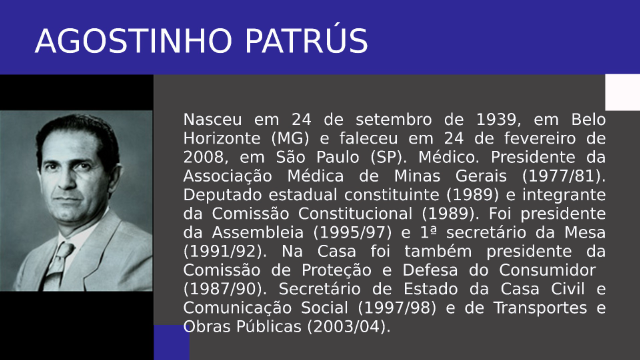 AGOSTINHO PATRÚS
Nasceu em 24 de setembro de 1939, em Belo
Horizonte (MG) e faleceu em 24 de fevereiro de
2008, em São Paulo (SP). Médico. Presidente da
Associação Médica de Minas Gerais (1977/81).
Deputado estadual constituinte (1989) e integrante
da Comissão Constitucional (1989). Foi presidente
da Assembleia (1995/97) e 1ª secretário da Mesa
(1991/92). Na Casa foi também presidente da
Comissão de Proteção e Defesa do Consumidor
(1987/90). Secretário de Estado da Casa Civil e
Comunicação Social (1997/98) e de Transportes e
Obras Públicas (2003/04).